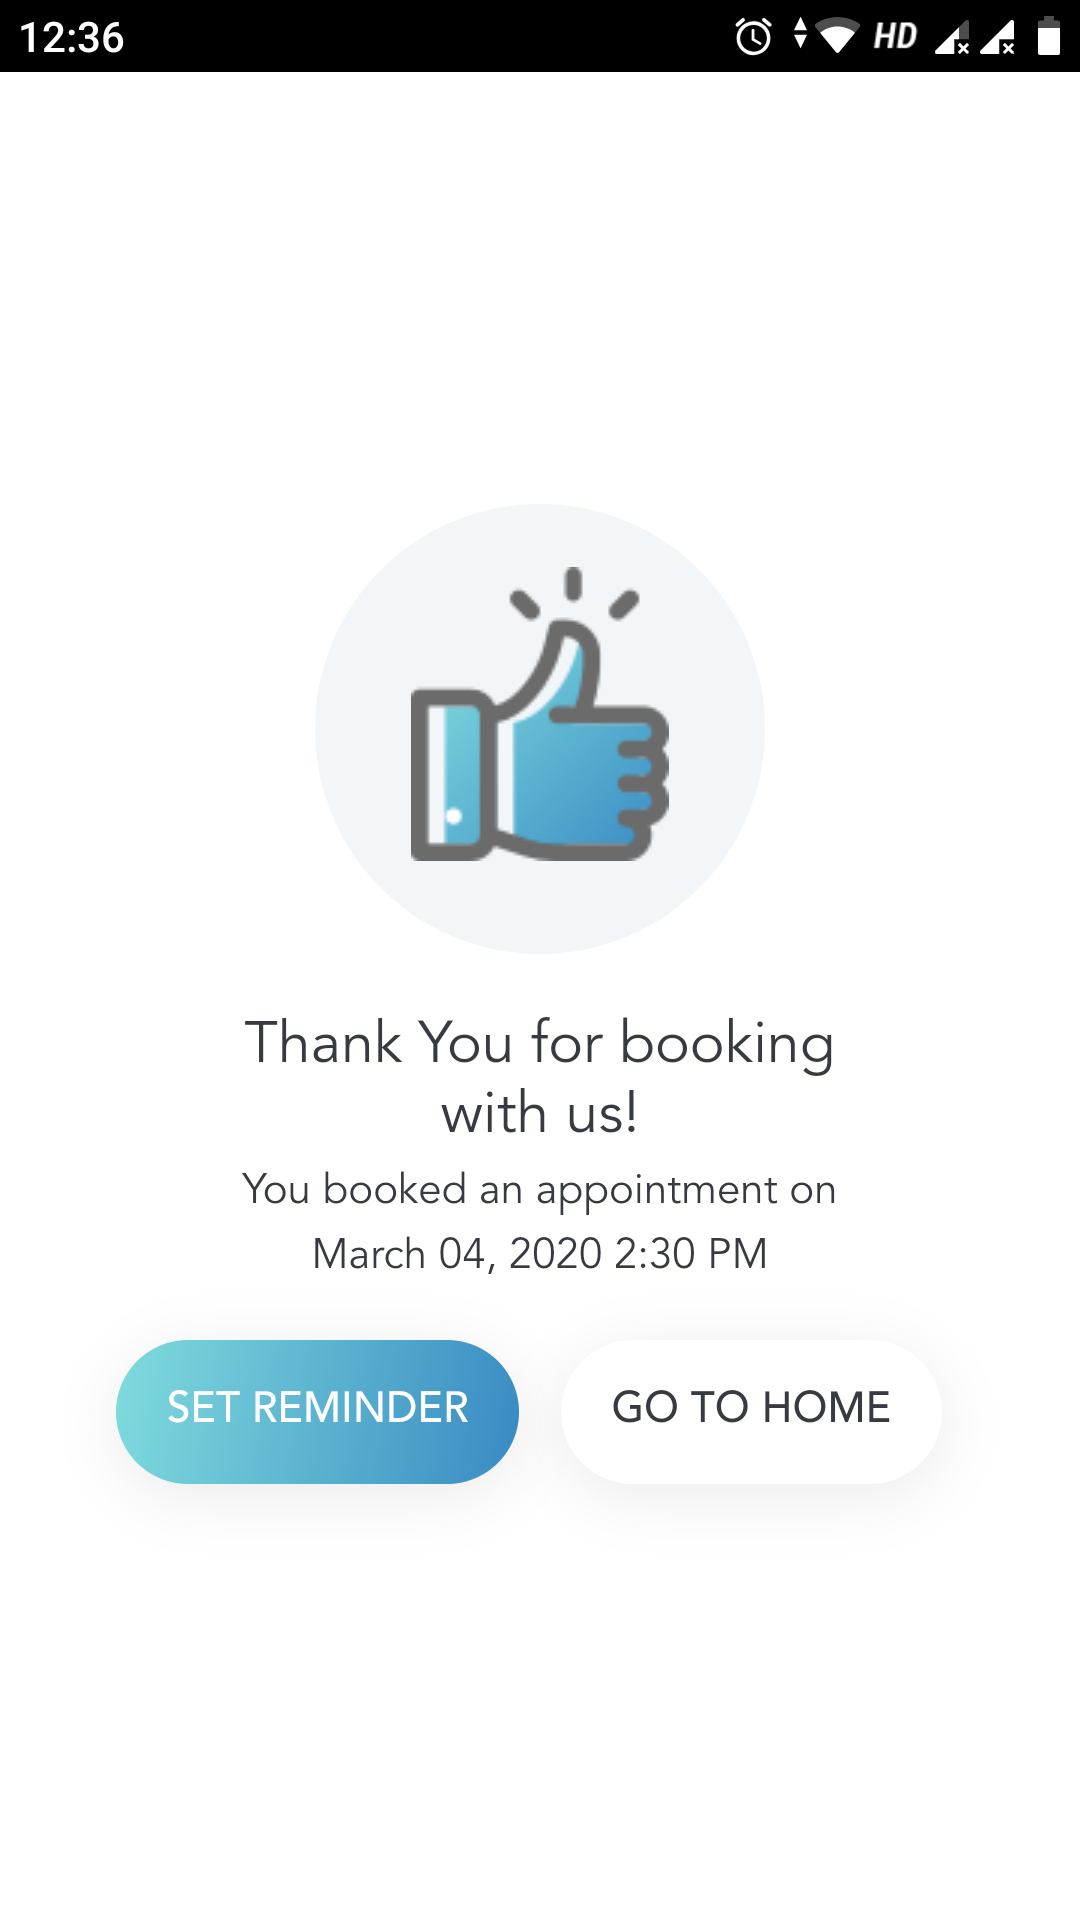 12:36 HD
Thank You for booking
with us!
You booked an appointment on
March 04, 2020 2:30 PM
SET REMINDER GO TO HOME